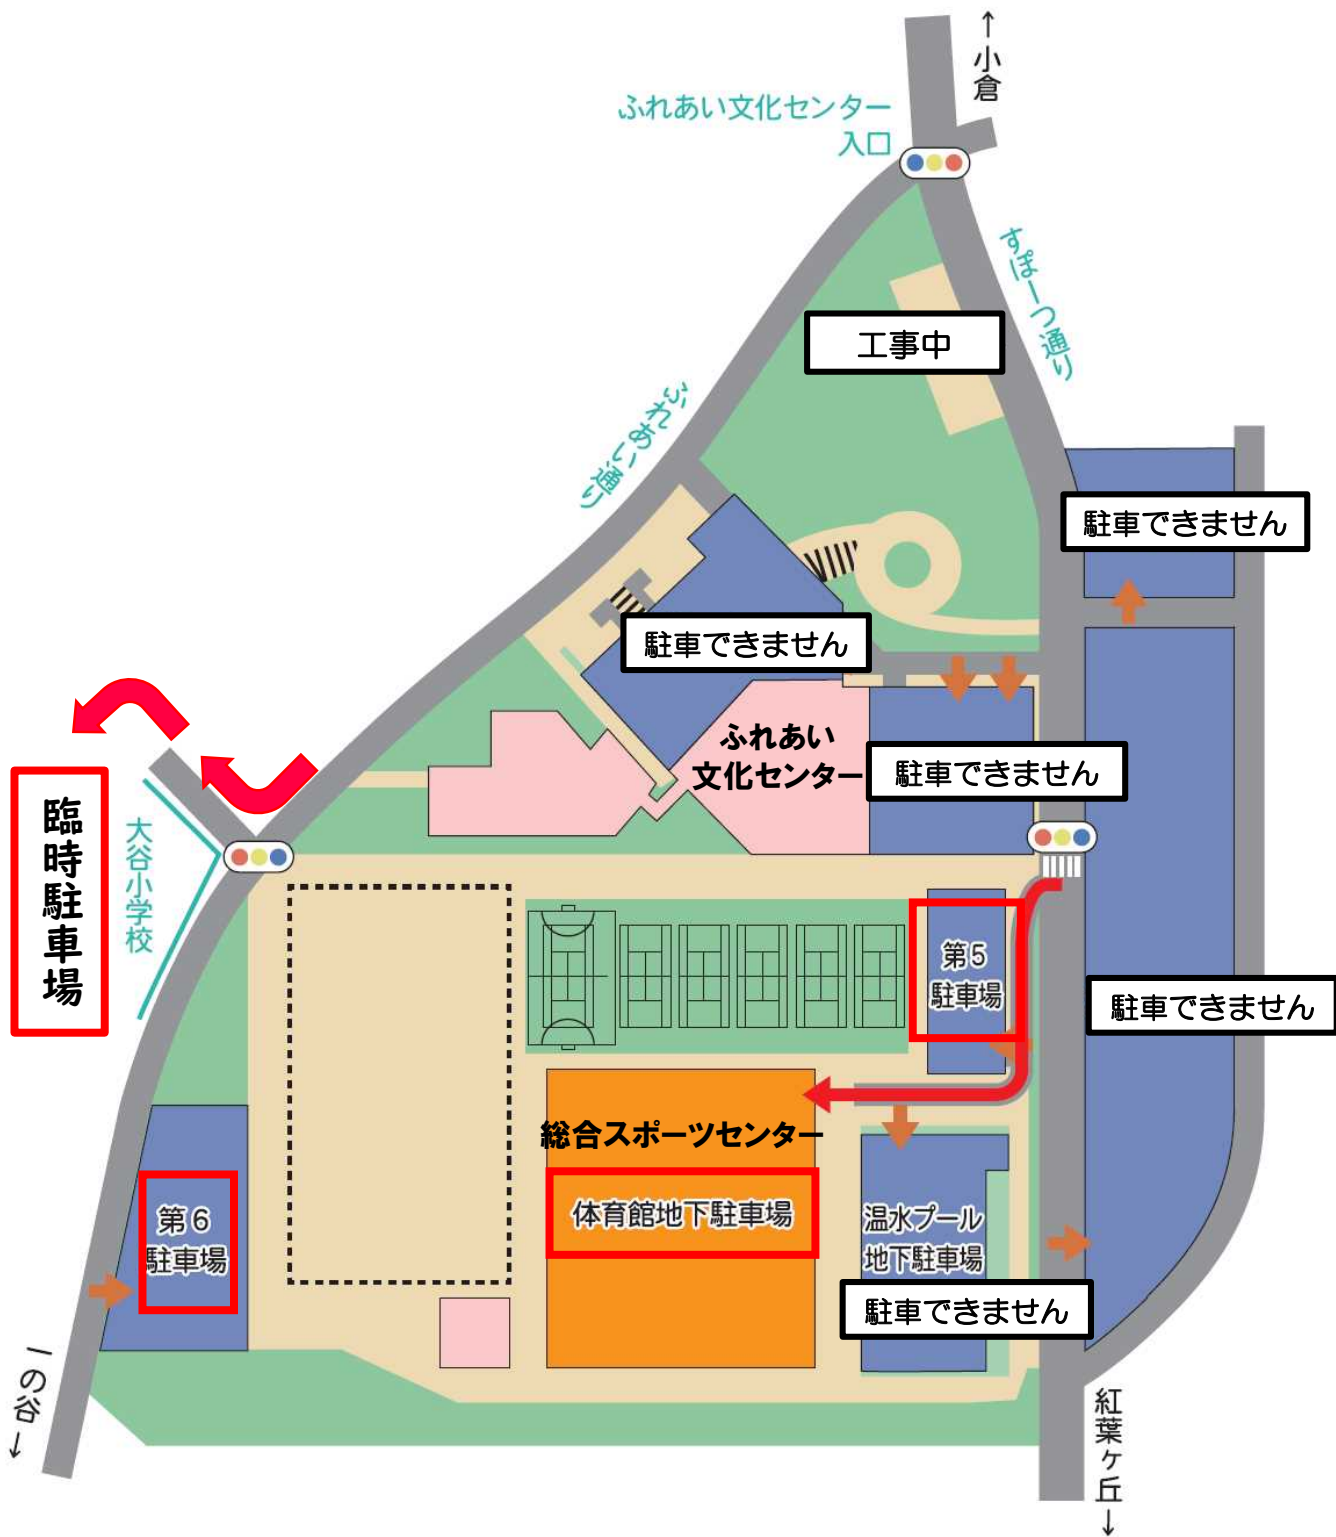 ↑小倉
ふれあい文化センター
入口
すぽーつ通り
工事中
ふれあい通り
駐車できません
駐車できません
ふれあい
文化センター
駐車できません
臨時駐車場
大谷小学校
第5
駐車場
駐車できません
総合スポーツセンター
体育館地下駐車場
第6
駐車場
温水プール
地下駐車場
駐車できません
一の谷↓
紅葉ヶ丘↓